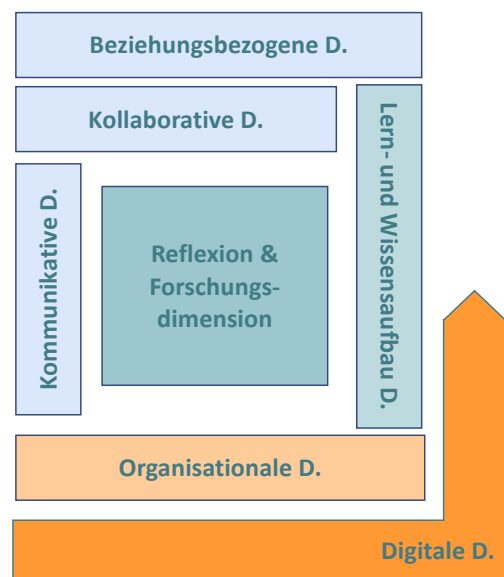 Beziehungsbezogene D.
Kollaborative D.
Lern- und Wissensaufbau D.
Kommunikative D.
Reflexion &
Forschungs-
dimension
Organisationale D.
Digitale D.